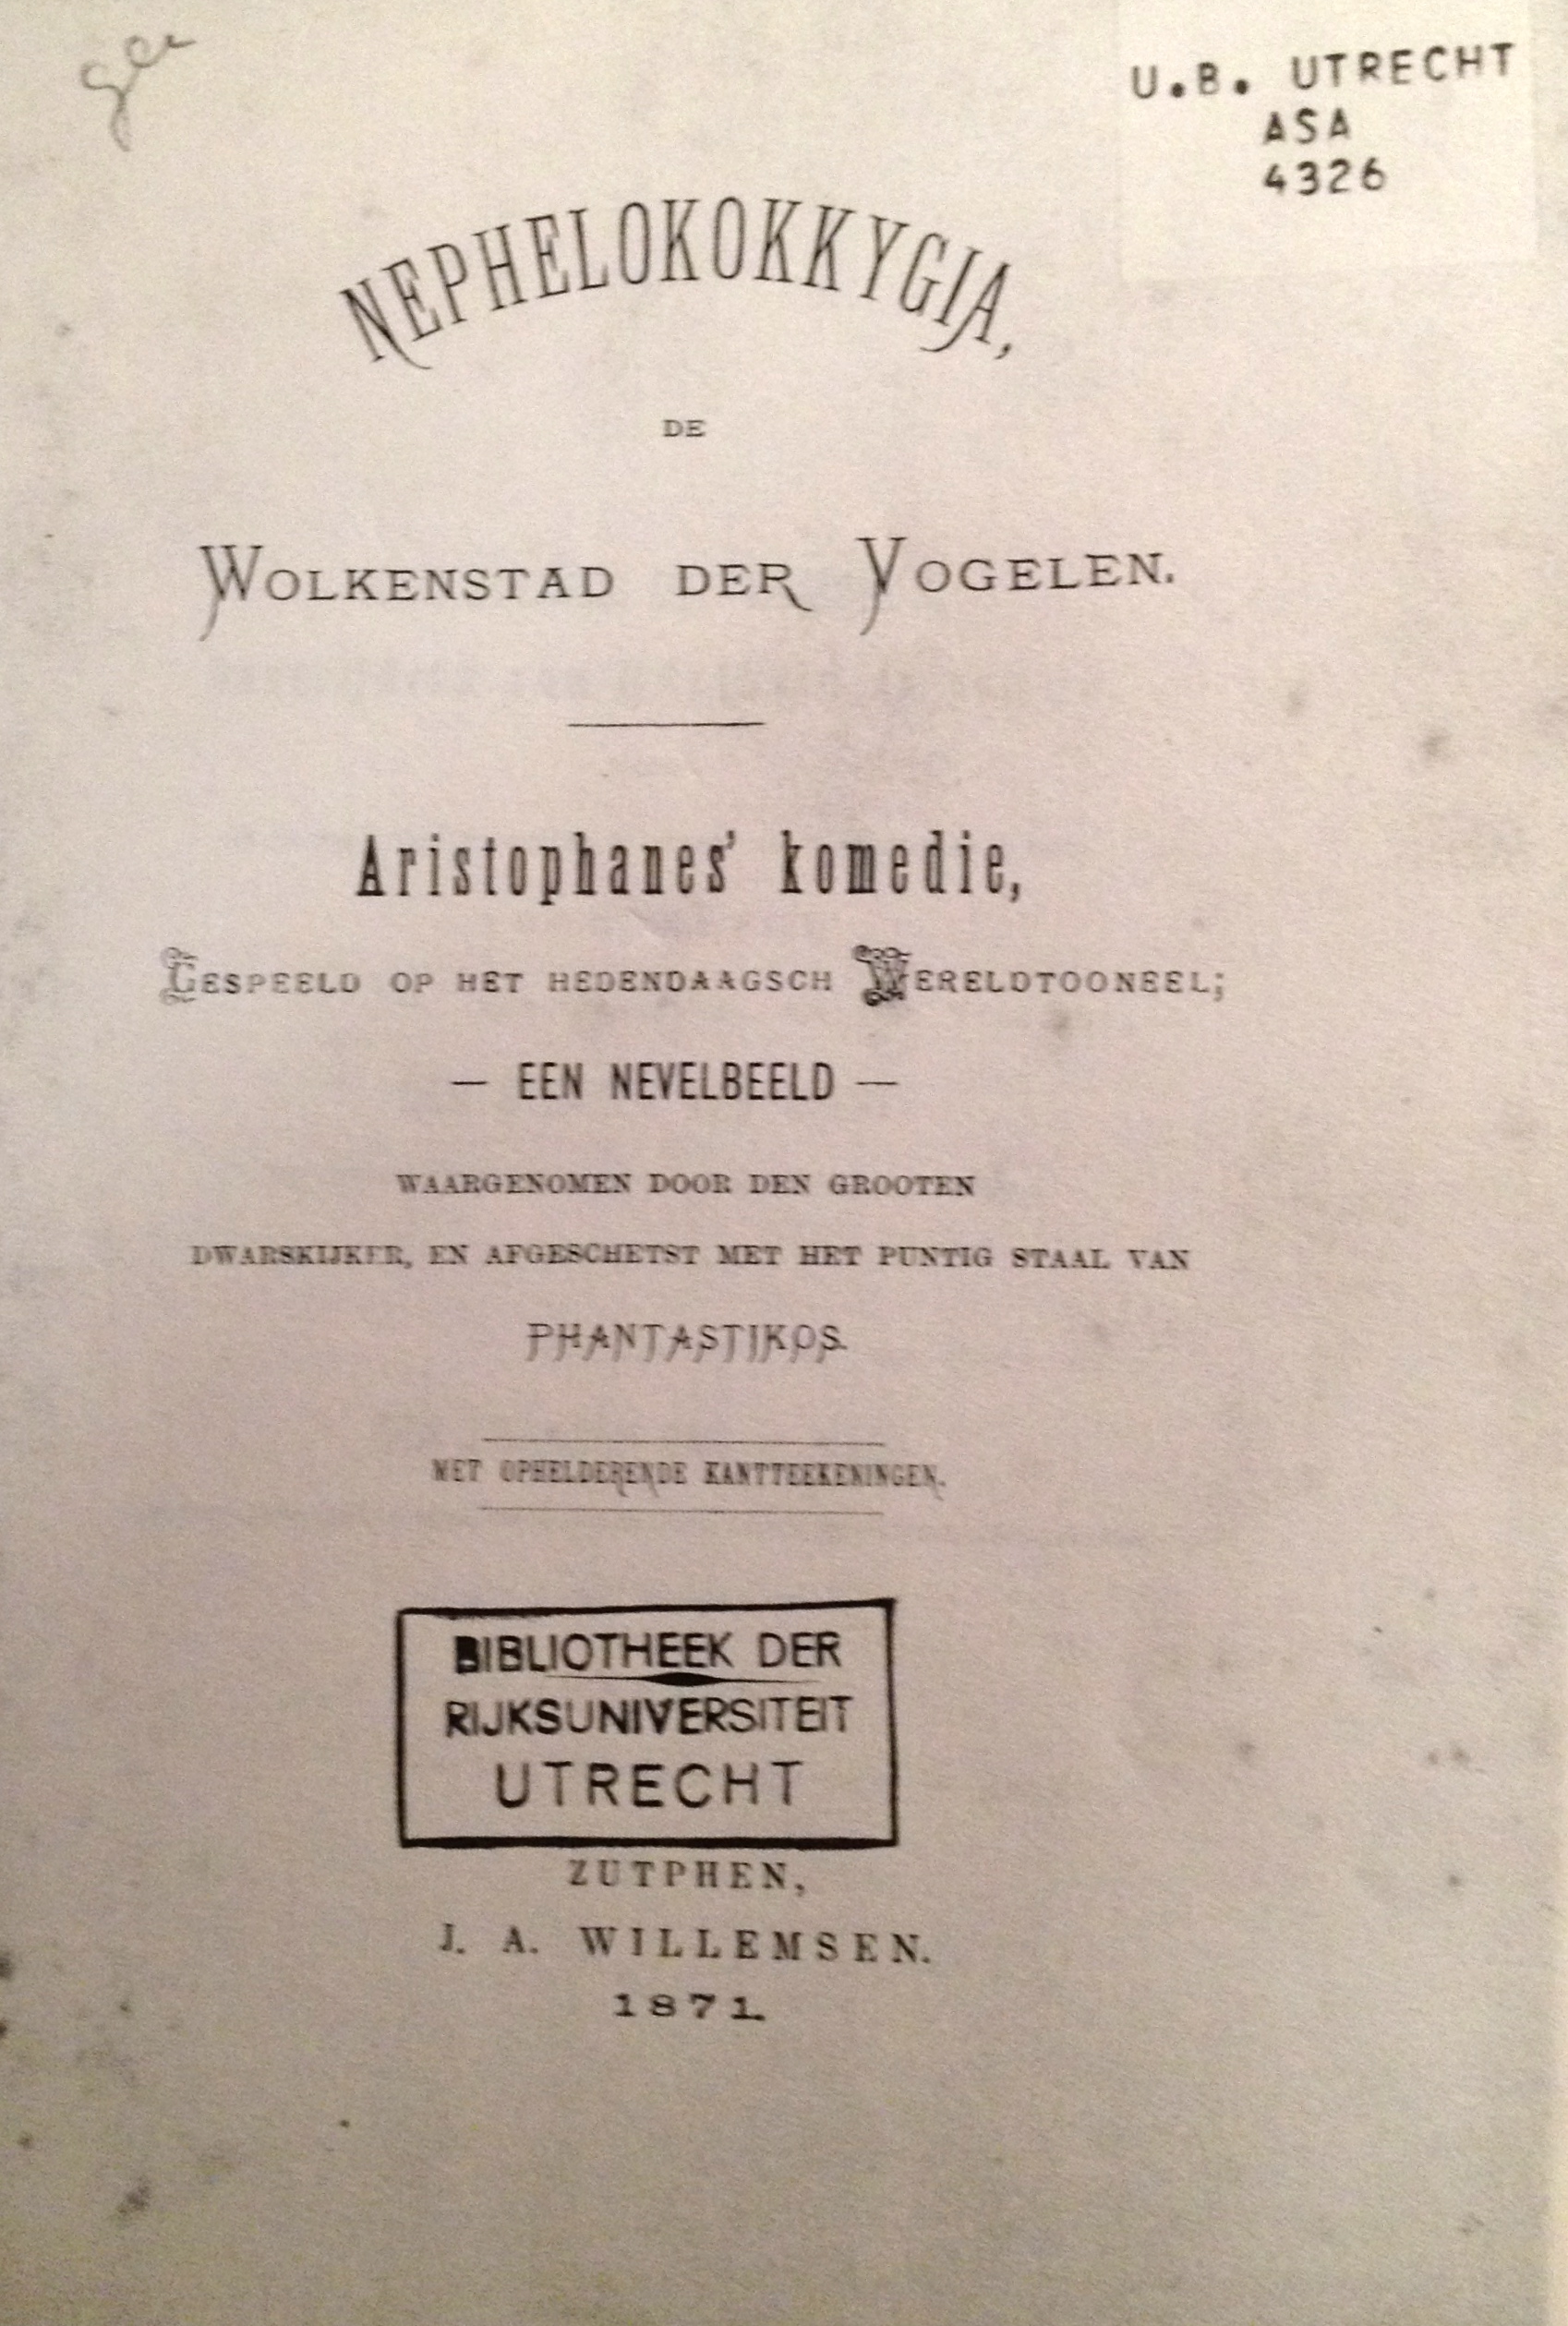 U.B. UTRECHT
ASA
4326
NEPHELOKOKKYGIA,
DE
WOLKENSTAD DER VOGELEN.
Aristophanes' komedie,
GESPEELD OP HET HEDENDAAGSCH WERELDTOONEEL;
— EEN NEVELBEELD —
WAARGENOMEN DOOR DEN GROOTEN
DWARSKIJKER, EN AFGESCHETST MET HET PUNTIG STAAL VAN
PHANTASTIKOS.
MET OPHELDERENDE KANTTEEKENINGEN.
BIBLIOTHEEK DER
RIJKSUNIVERSITEIT
UTRECHT
ZUTPHEN,
J. A. WILLEMSEN.
1871.